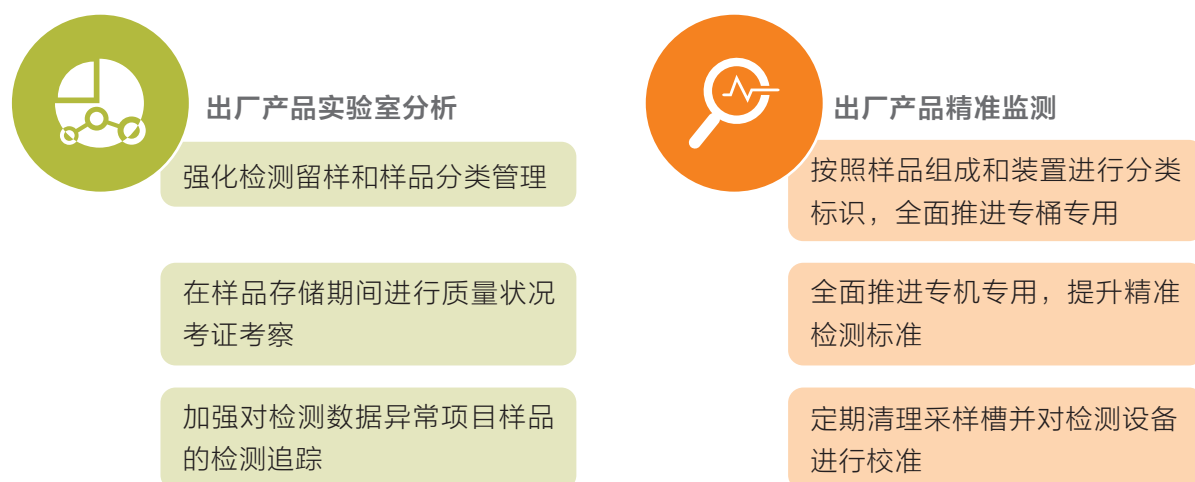 出厂产品实验室分析
强化检测留样和样品分类管理
在样品存储期间进行质量状况
考证考察
加强对检测数据异常项目样品
的检测追踪
出厂产品精准监测
按照样品组成和装置进行分类
标识，全面推进专桶专用
全面推进专机专用，提升精准
检测标准
定期清理采样槽并对检测设备
进行校准